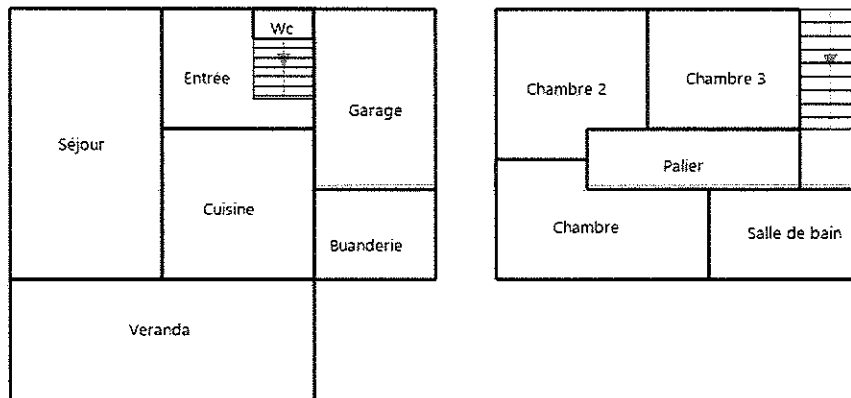 Wc
Entrée
Garage
Séjour
Cuisine
Buanderie
Veranda
Chambre 2
Chambre 3
Palier
Chambre
Salle de bain